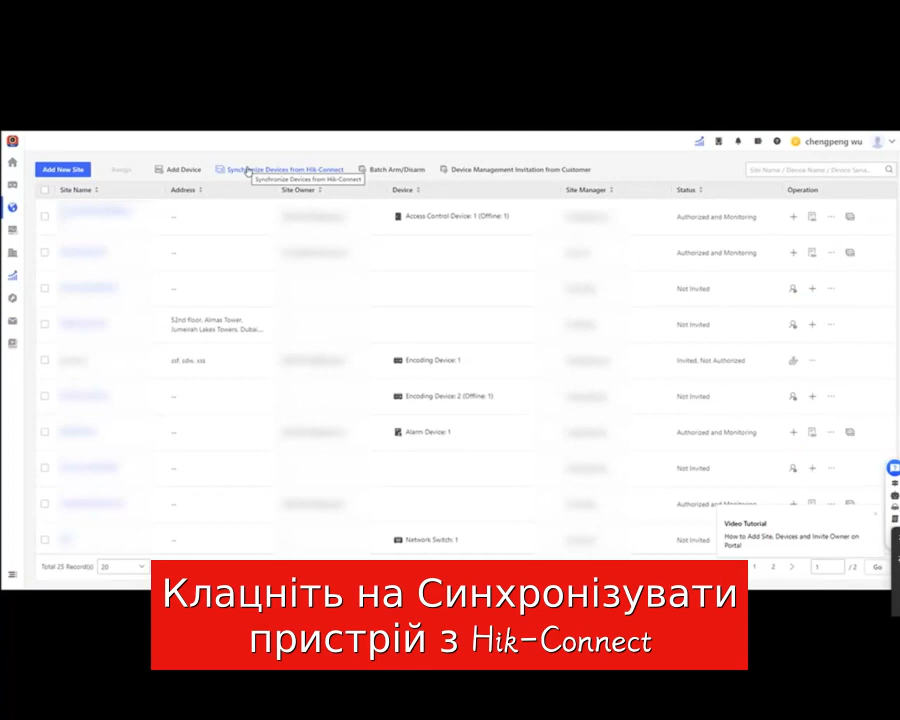 chengpeng wu
Add New Site Assign Add Device Synchronize Devices from Hik-Connect Batch Arm/Disarm Device Management Invitation from Customer Site Name / Device Name / Device Seria...
Synchronize Devices from Hik-Connect
Site Name Address Site Owner Device Site Manager Status Operation
-- Access Control Device: 1 (Offline: 1) Authorized and Monitoring
-- Authorized and Monitoring
-- Not Invited
52nd floor, Almas Tower,
Jumeirah Lakes Towers, Dubai... Not Invited
ssf, sdw, sss Encoding Device: 1 Invited, Not Authorized
-- Encoding Device: 2 (Offline: 1) Not Invited
-- Alarm Device: 1 Authorized and Monitoring
-- Not Invited
-- Authorized and Monitoring
-- Network Switch: 1 Not Invited
Video Tutorial
How to Add Site, Devices and Invite Owner on
Portal
Total 25 Record(s) 20 1 2 1 / 2 Go
Клацніть на Синхронізувати
пристрій з Hik-Connect